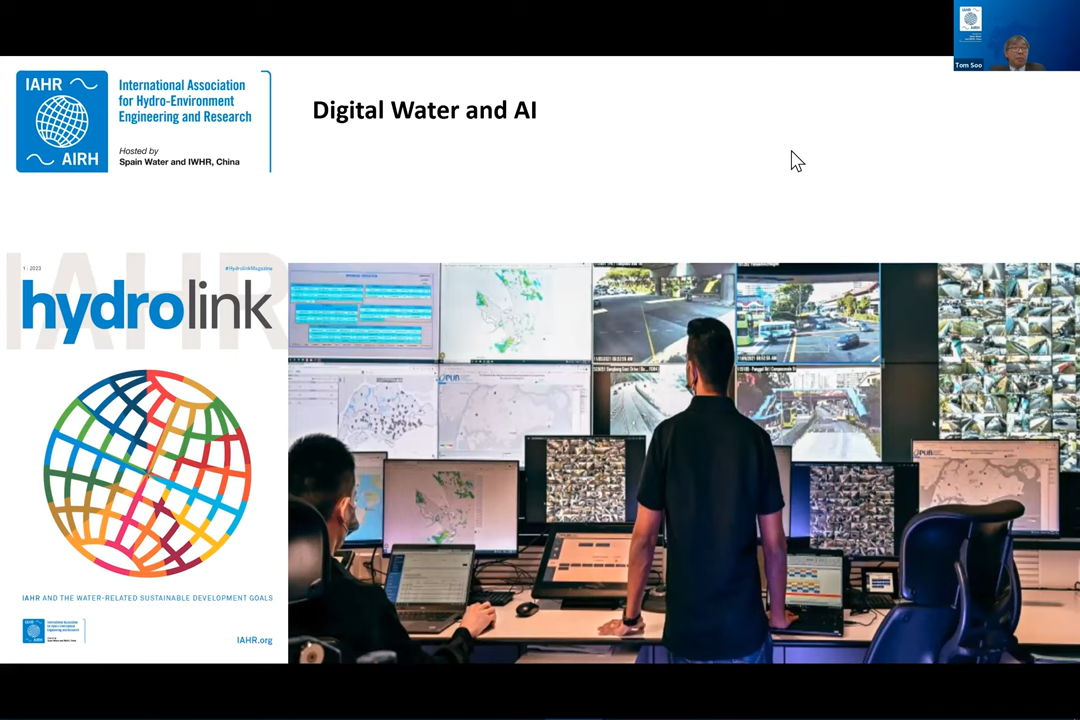 IAHR
AIRH
International Association
for Hydro-Environment
Engineering and Research
Hosted by
Spain Water and IWHR, China
Digital Water and AI
Tom Soo
IAHR
1 | 2023
#HydrolinkMagazine
hydrolink
IAHR AND THE WATER-RELATED SUSTAINABLE DEVELOPMENT GOALS
IAHR.org
PUB
PUB